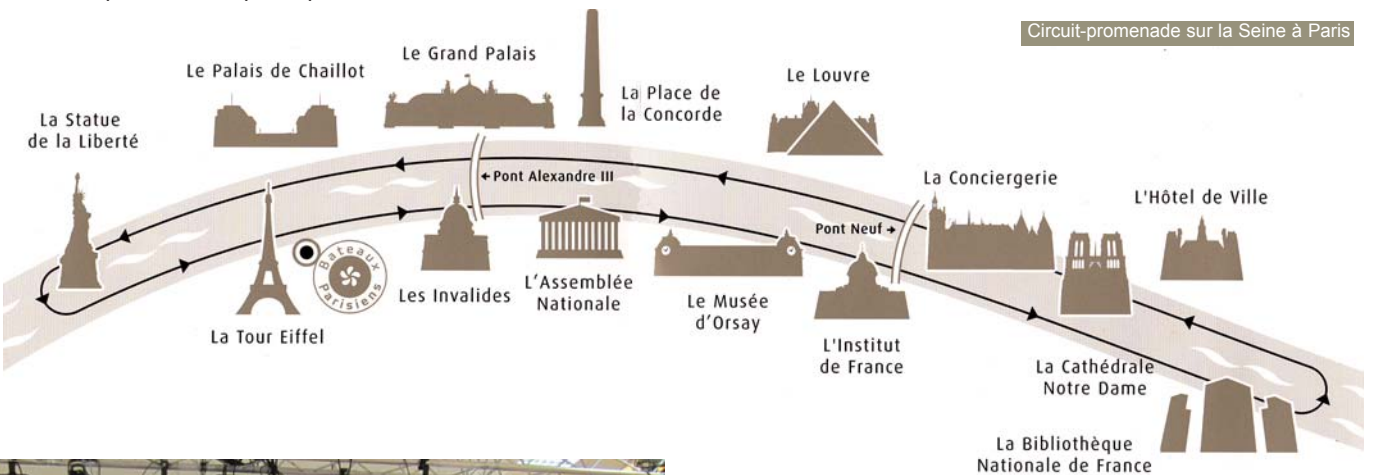 Circuit-promenade sur la Seine à Paris
Le Grand Palais
Le Palais de Chaillot
Le Louvre
La Place de
la Concorde
La Statue
de la Liberté
← Pont Alexandre III
La Conciergerie
L'Hôtel de Ville
Pont Neuf →
Bateaux
Parisiens
Les Invalides
L'Assemblée
Nationale
Le Musée
d'Orsay
La Tour Eiffel
L'Institut
de France
La Cathédrale
Notre Dame
La Bibliothèque
Nationale de France